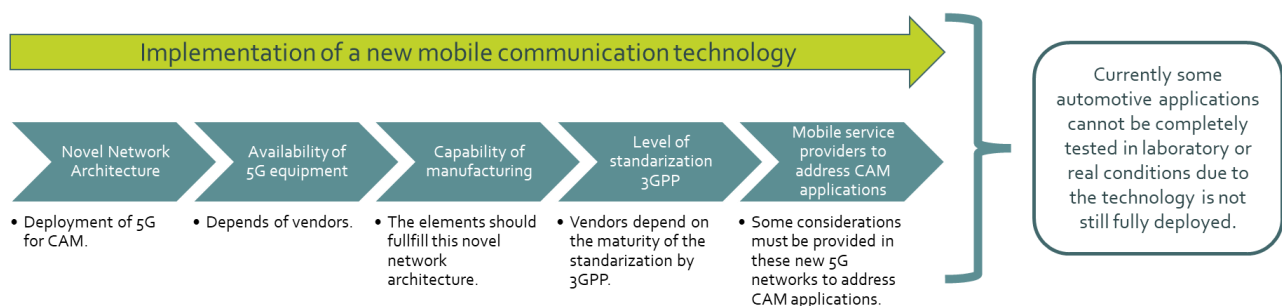 Implementation of a new mobile communication technology
Novel Network
Architecture
Availability of
5G equipment
Capability of
manufacturing
Level of
standarization
3GPP
Mobile service
providers to
address CAM
applications
• Deployment of 5G
for CAM.
• Depends of vendors.
• The elements should
fullfill this novel
network
architecture.
• Vendors depend on
the maturity of the
standardization by
3GPP.
• Some considerations
must be provided in
these new 5G
networks to address
CAM applications.
Currently some
automotive applications
cannot be completely
tested in laboratory or
real conditions due to
the technology is not
still fully deployed.